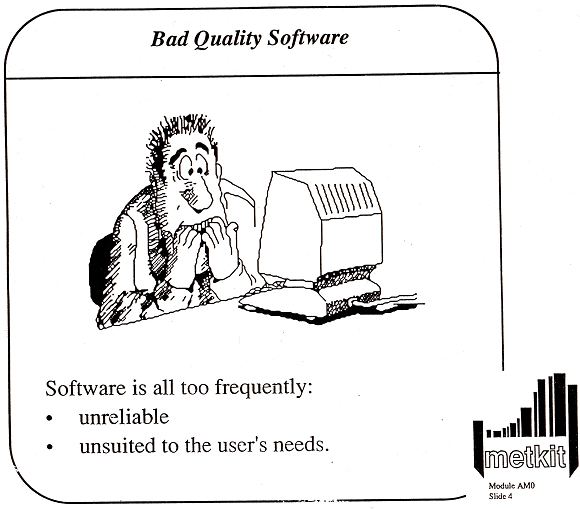 Bad Quality Software
Software is all too frequently:
• unreliable
• unsuited to the user's needs.
metkit
Module AM0
Slide 4